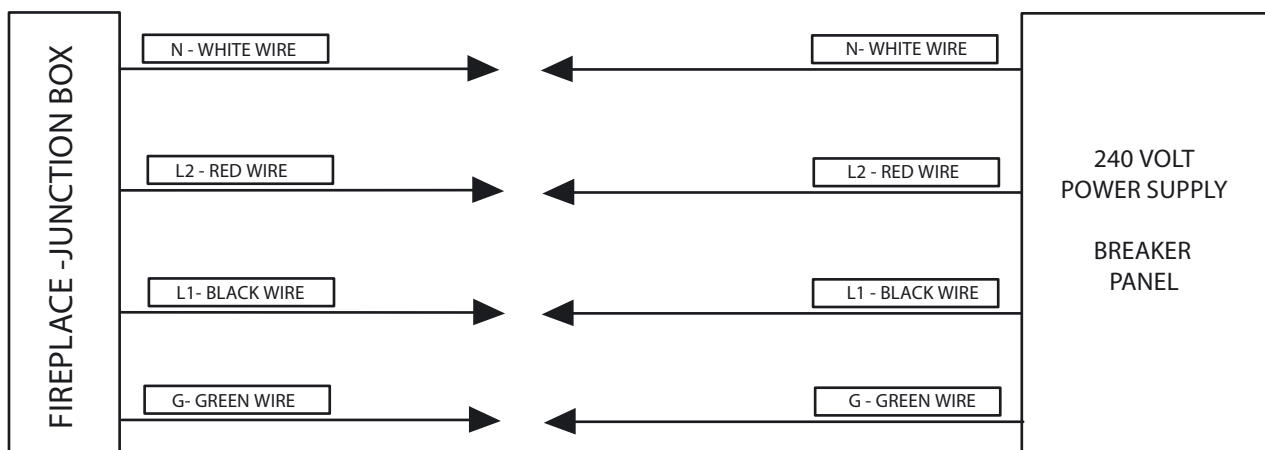 FIREPLACE -JUNCTION BOX
N - WHITE WIRE
N- WHITE WIRE
L2 - RED WIRE
L2 - RED WIRE
L1- BLACK WIRE
L1 - BLACK WIRE
G- GREEN WIRE
G - GREEN WIRE
240 VOLT
POWER SUPPLY
BREAKER
PANEL